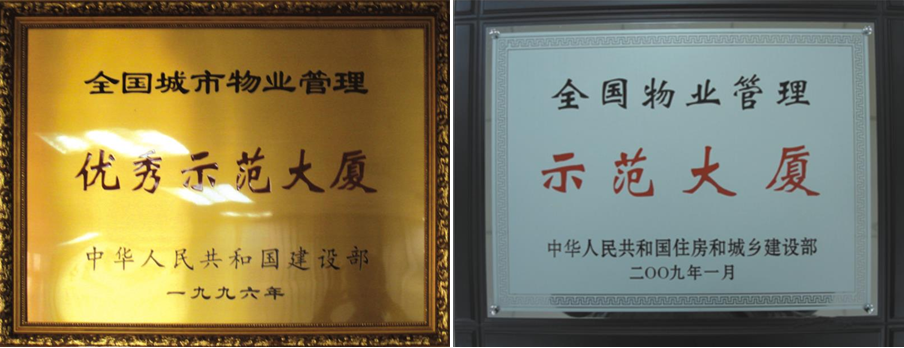 全国城市物业管理
优秀示范大厦
中华人民共和国建设部
一九九六年
全国物业管理
示范大厦
中华人民共和国住房和城乡建设部
二〇〇九年一月